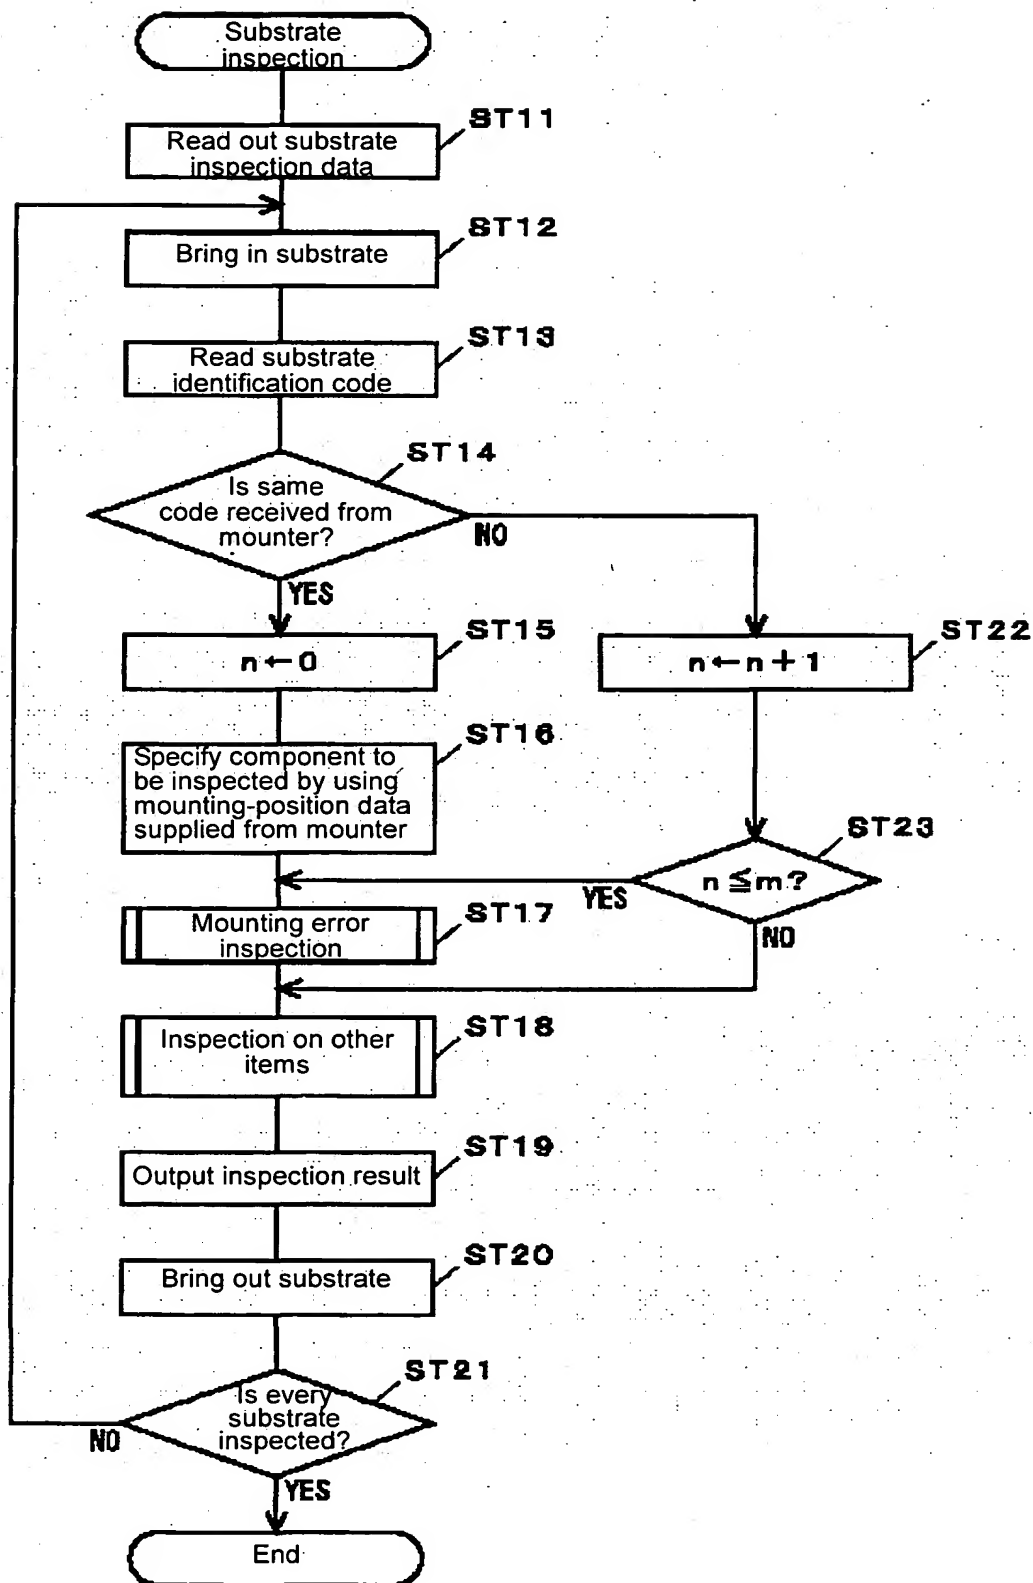 Substrate
inspection
ST11
Read out substrate
inspection data
ST12
Bring in substrate
ST13
Read substrate
identification code
ST14
Is same
code received from
mounter?
NO
YES
ST15
n←0
ST22
n←n+1
ST16
Specify component to
be inspected by using
mounting-position data
supplied from mounter
ST23
n≦m?
YES
NO
ST17
Mounting error
inspection
ST18
Inspection on other
items
ST19
Output inspection result
ST20
Bring out substrate
ST21
Is every
substrate
inspected?
NO
YES
End